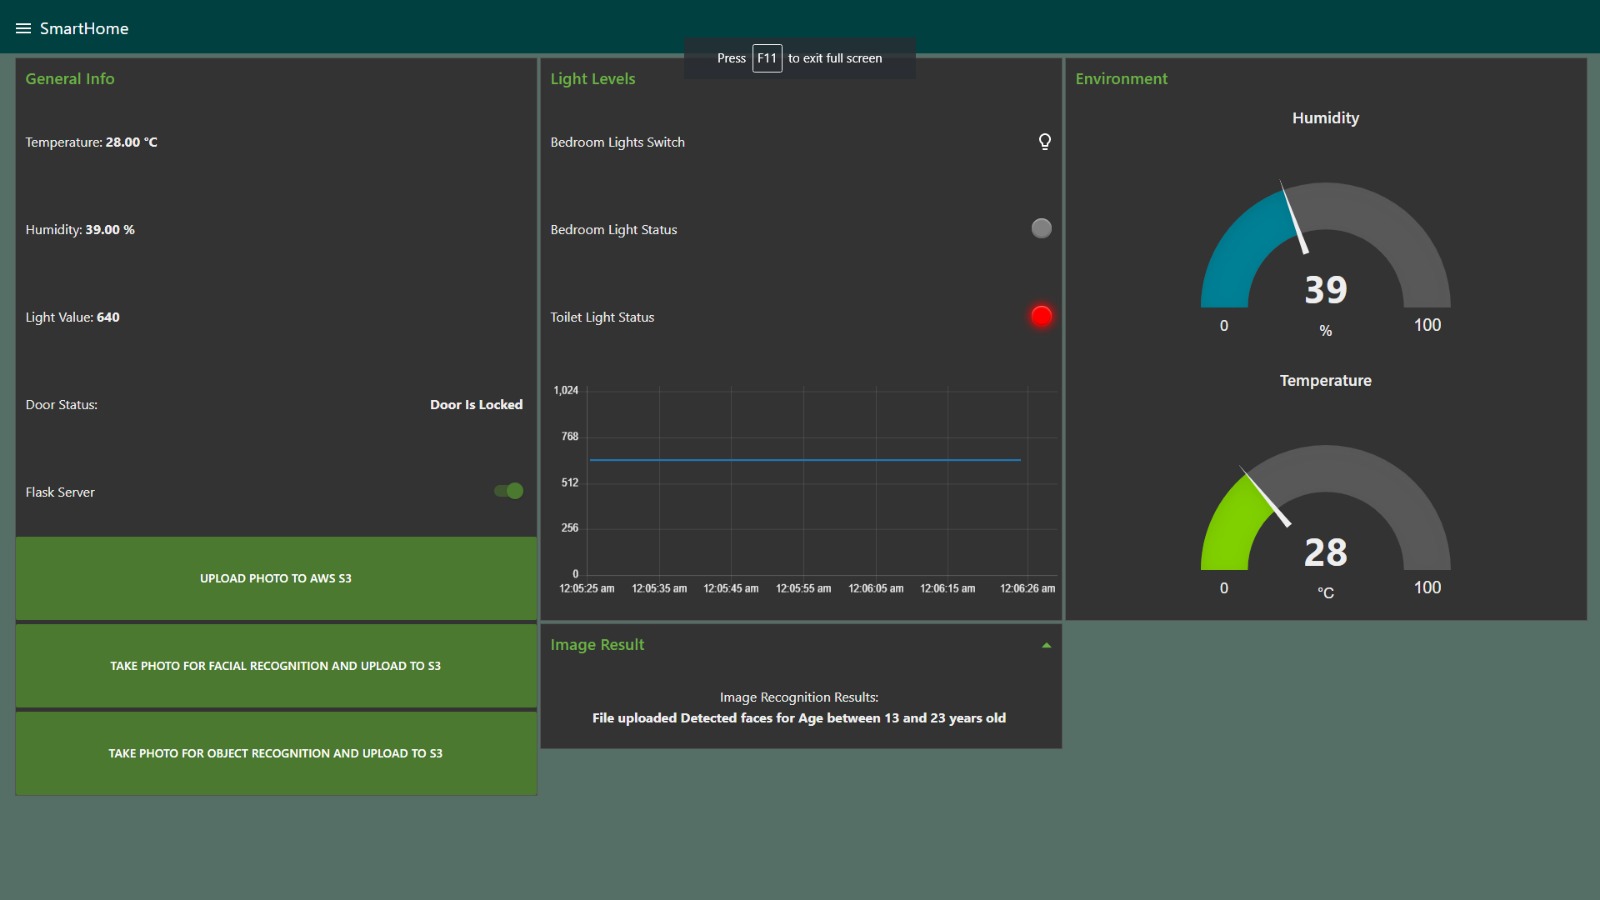 SmartHome
Press F11 to exit full screen
General Info
Temperature: 28.00 °C
Humidity: 39.00 %
Light Value: 640
Door Status: Door Is Locked
Flask Server
UPLOAD PHOTO TO AWS S3
TAKE PHOTO FOR FACIAL RECOGNITION AND UPLOAD TO S3
TAKE PHOTO FOR OBJECT RECOGNITION AND UPLOAD TO S3
Light Levels
Bedroom Lights Switch
Bedroom Light Status
Toilet Light Status
1,024
768
512
256
0
12:05:25 am 12:05:35 am 12:05:45 am 12:05:55 am 12:06:05 am 12:06:15 am 12:06:26 am
Image Result
Image Recognition Results:
File uploaded Detected faces for Age between 13 and 23 years old
Environment
Humidity
39
0 % 100
Temperature
28
0 °C 100